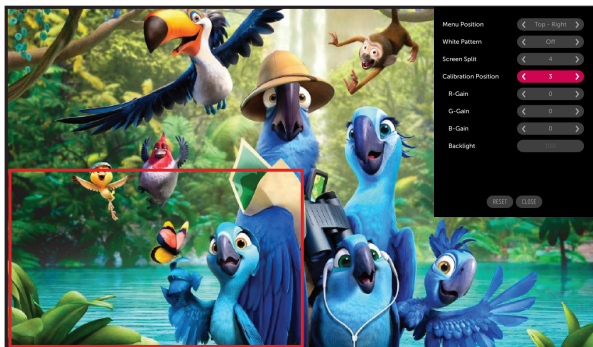 Menu Position < Top - Right >
White Pattern < Off >
Screen Split < 4 >
Calibration Position < 3 >
R-Gain < 0 >
G-Gain < 0 >
B-Gain < 0 >
Backlight
RESET CLOSE